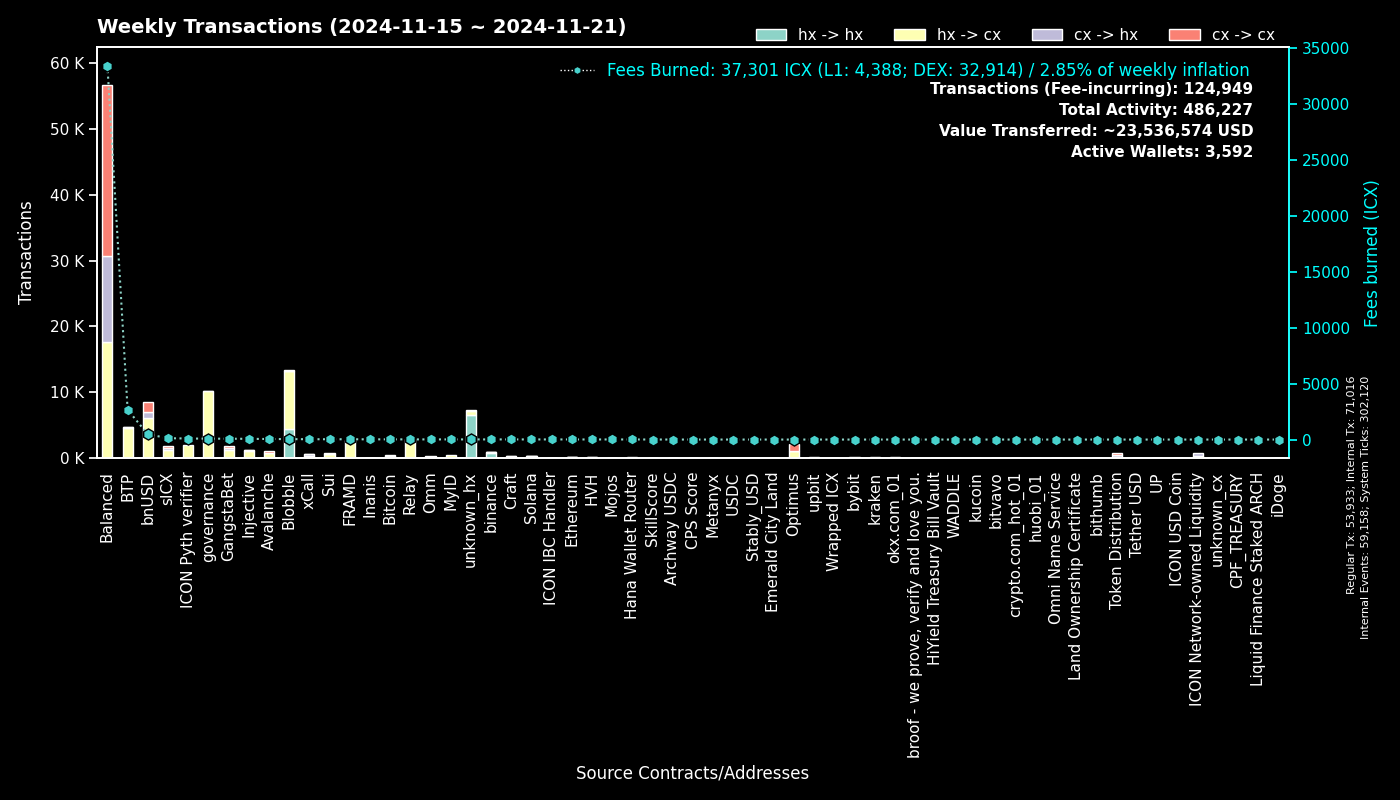 Weekly Transactions (2024-11-15 ~ 2024-11-21)
hx -> hx
hx -> cx
cx -> hx
cx -> cx
Fees Burned: 37,301 ICX (L1: 4,388; DEX: 32,914) / 2.85% of weekly inflation
Transactions (Fee-incurring): 124,949
Total Activity: 486,227
Value Transferred: ~23,536,574 USD
Active Wallets: 3,592
Transactions
60 K
50 K
40 K
30 K
20 K
10 K
0 K
35000
30000
25000
20000
15000
10000
5000
0
Fees burned (ICX)
Regular Tx: 53,933; Internal Tx: 71,016
Internal Events: 59,158; System Ticks: 302,120
Balanced
BTP
bnUSD
sICX
ICON Pyth verifier
governance
GangstaBet
Injective
Avalanche
Blobble
xCall
Sui
FRAMD
Inanis
Bitcoin
Relay
Omm
MyID
unknown_hx
binance
Craft
Solana
ICON IBC Handler
Ethereum
HVH
Mojos
Hana Wallet Router
SkillScore
Archway USDC
CPS Score
Metanyx
USDC
Stably_USD
Emerald City Land
Optimus
upbit
Wrapped ICX
bybit
kraken
okx.com_01
broof - we prove, verify and love you.
HiYield Treasury Bill Vault
WADDLE
kucoin
bitvavo
crypto.com_hot_01
huobi_01
Omni Name Service
Land Ownership Certificate
bithumb
Token Distribution
Tether USD
UP
ICON USD Coin
ICON Network-owned Liquidity
unknown_cx
CPF_TREASURY
Liquid Finance Staked ARCH
iDoge
Source Contracts/Addresses